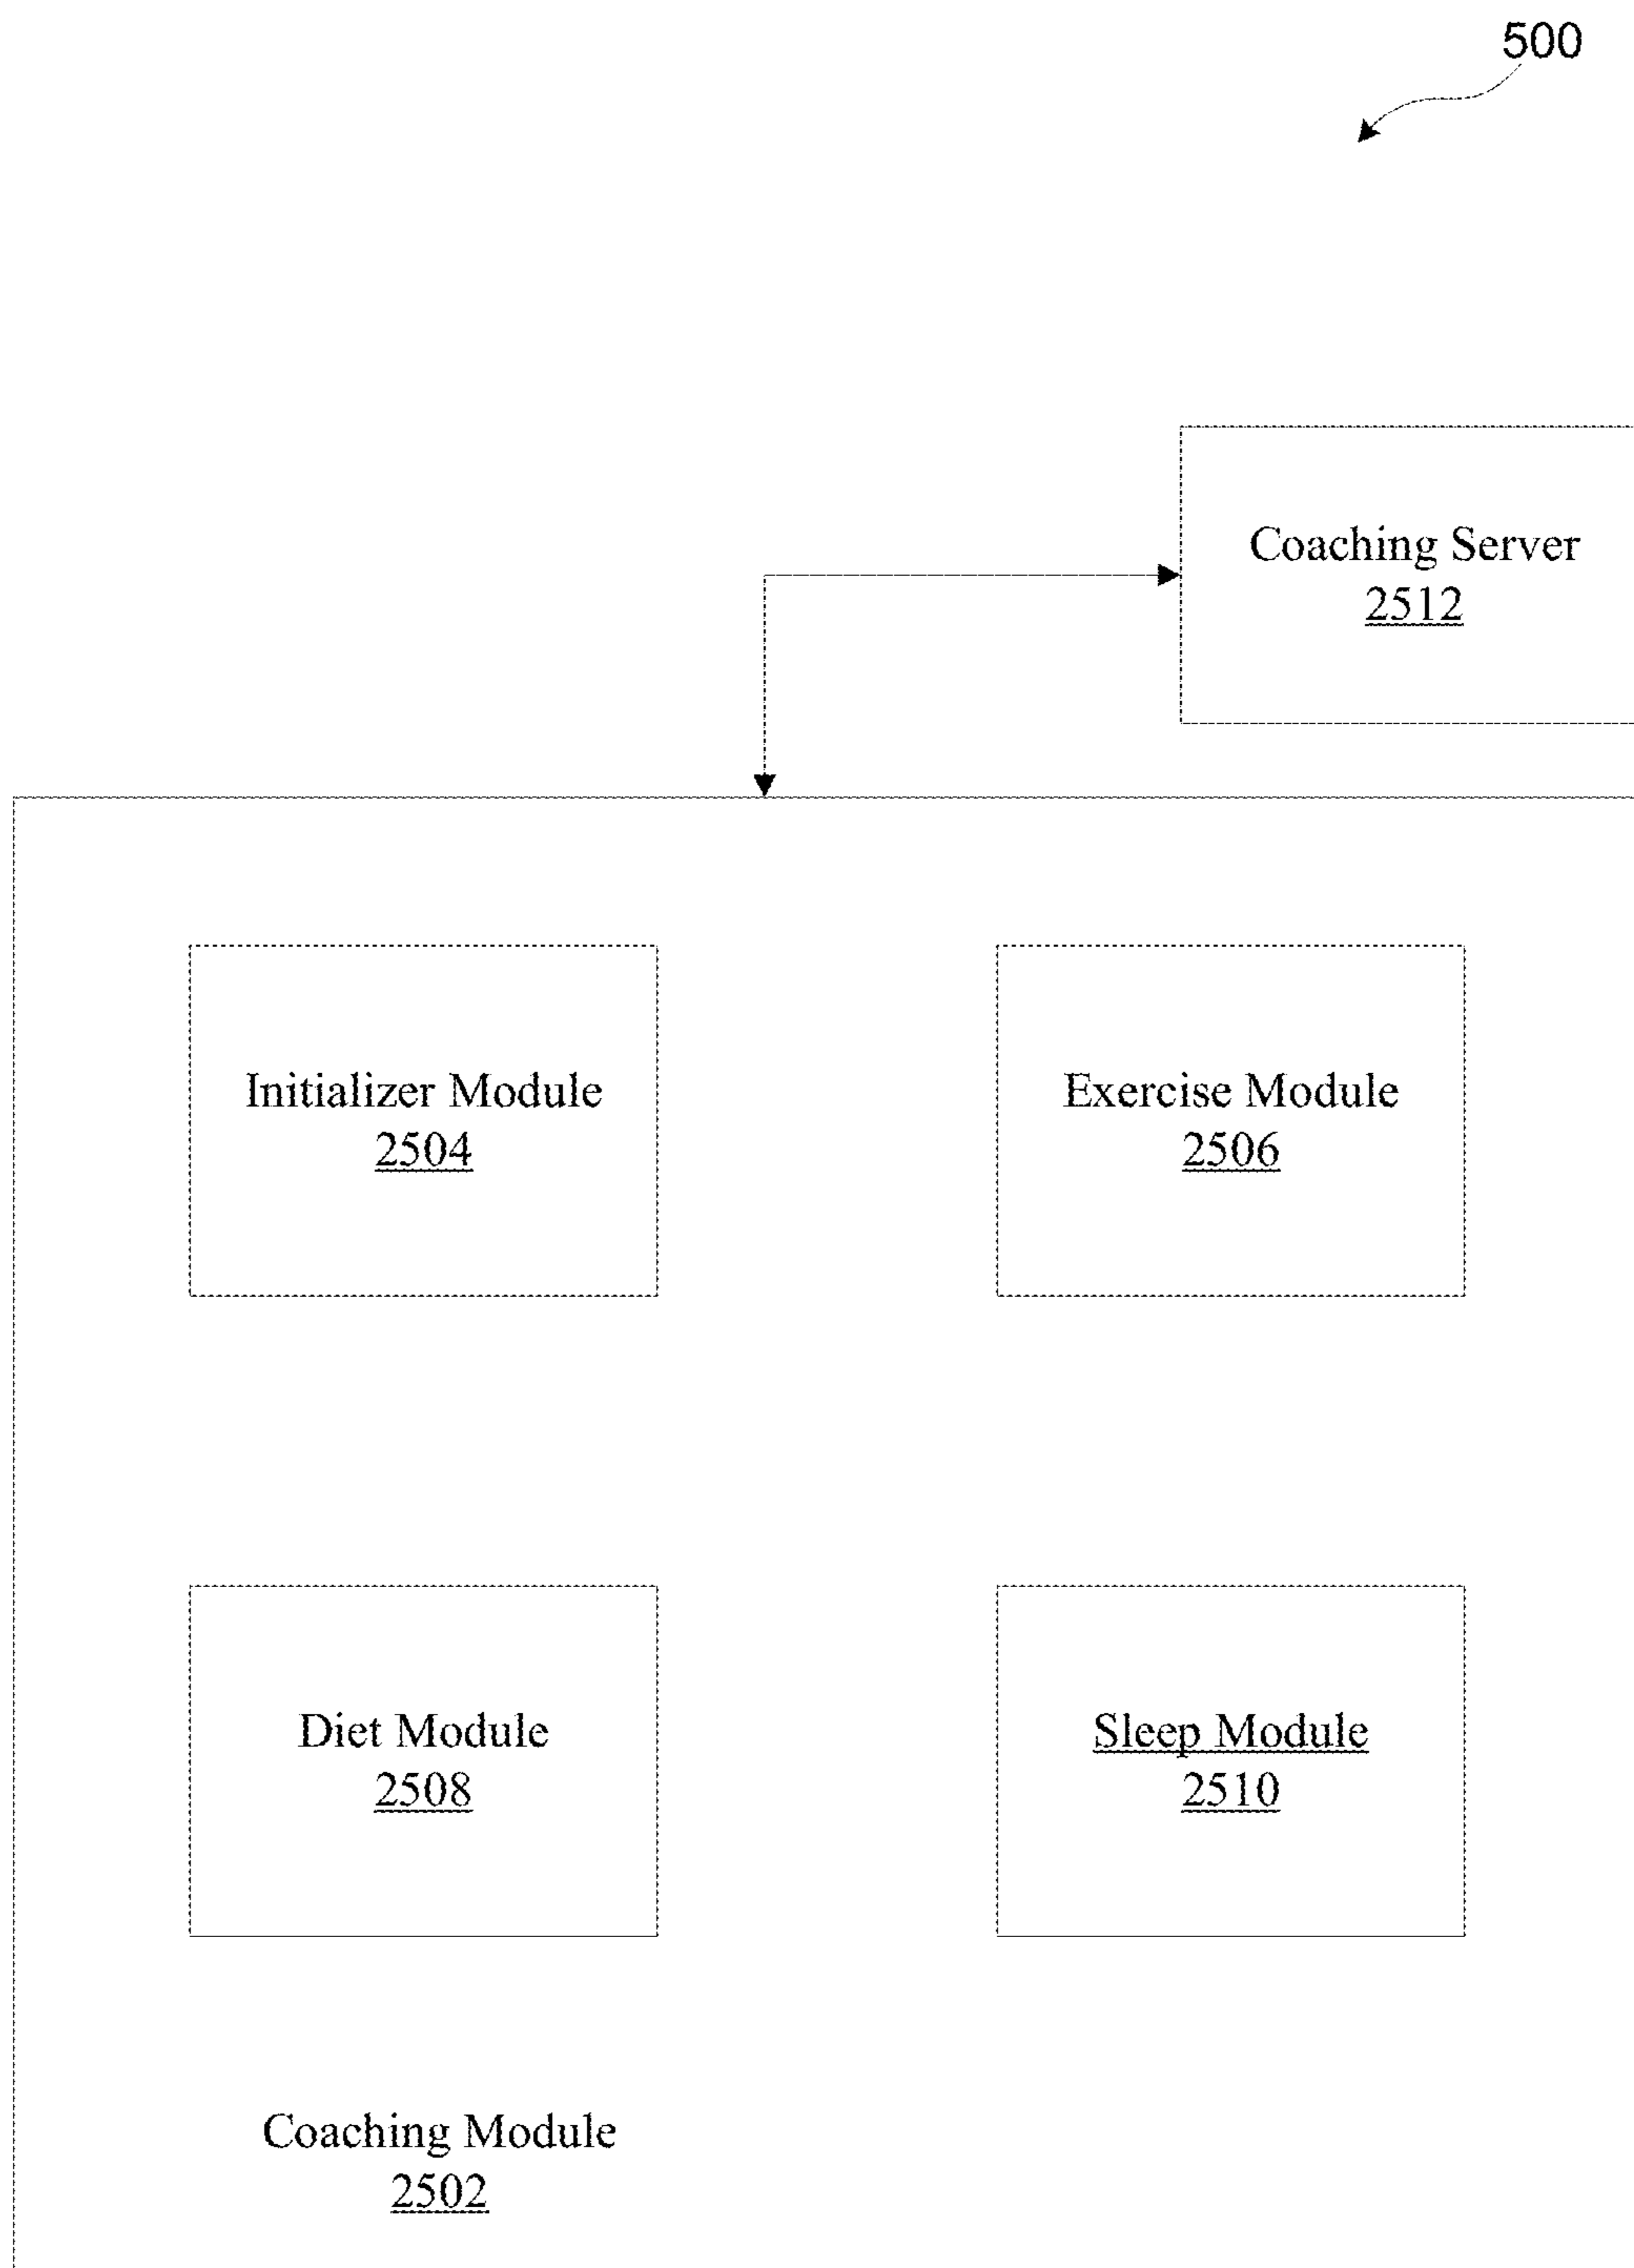 500
Coaching Server
2512
Initializer Module
2504
Exercise Module
2506
Diet Module
2508
Sleep Module
2510
Coaching Module
2502